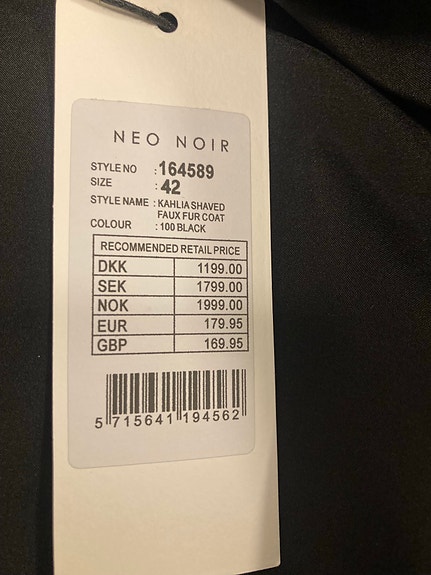 NEO NOIR
STYLE NO : 164589
SIZE : 42
STYLE NAME : KAHLIA SHAVED
FAUX FUR COAT
COLOUR : 100 BLACK
RECOMMENDED RETAIL PRICE
DKK 1199.00
SEK 1799.00
NOK 1999.00
EUR 179.95
GBP 169.95
5 715641 194562